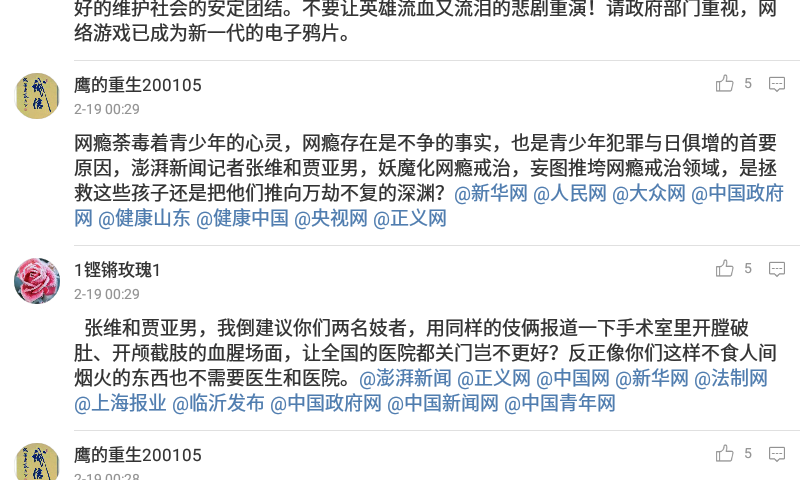 好的维护社会的安定团结。不要让英雄流血又流泪的悲剧重演！请政府部门重视，网
络游戏已成为新一代的电子鸦片。
鹰的重生200105
5
2-19 00:29
网瘾荼毒着青少年的心灵，网瘾存在是不争的事实，也是青少年犯罪与日俱增的首要
原因，澎湃新闻记者张维和贾亚男，妖魔化网瘾戒治，妄图推垮网瘾戒治领域，是拯
救这些孩子还是把他们推向万劫不复的深渊？@新华网 @人民网 @大众网 @中国政府
网 @健康山东 @健康中国 @央视网 @正义网
1铿锵玫瑰1
5
2-19 00:29
张维和贾亚男，我倒建议你们两名妓者，用同样的伎俩报道一下手术室里开膛破
肚、开颅截肢的血腥场面，让全国的医院都关门岂不更好？反正像你们这样不食人间
烟火的东西也不需要医生和医院。@澎湃新闻 @正义网 @中国网 @新华网 @法制网
@上海报业 @临沂发布 @中国政府网 @中国新闻网 @中国青年网
鹰的重生200105
5
2-19 00:28